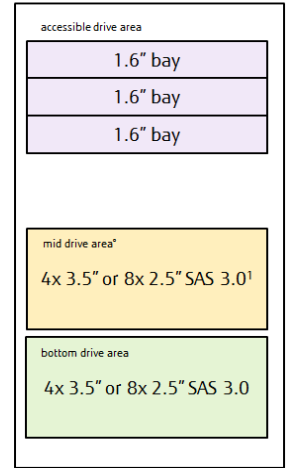 accessible drive area
1.6” bay
1.6” bay
1.6” bay
mid drive area°
4x 3.5” or 8x 2.5” SAS 3.0¹
bottom drive area
4x 3.5” or 8x 2.5” SAS 3.0